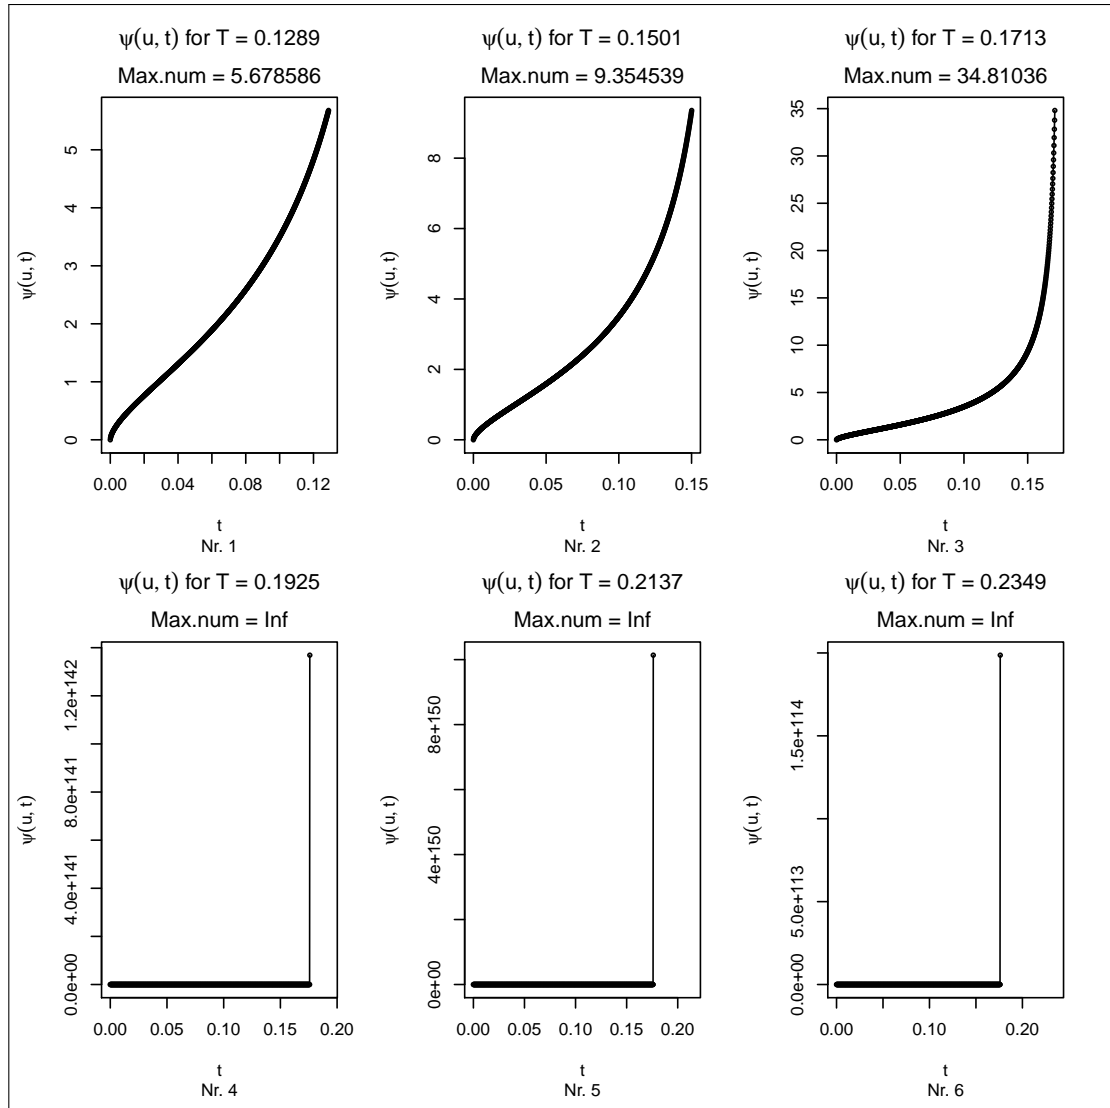 ψ(u, t) for T = 0.1289
Max.num = 5.678586
ψ(u, t)
5
4
3
2
1
0
0.00 0.04 0.08 0.12
t
Nr. 1
ψ(u, t) for T = 0.1501
Max.num = 9.354539
ψ(u, t)
8
6
4
2
0
0.00 0.05 0.10 0.15
t
Nr. 2
ψ(u, t) for T = 0.1713
Max.num = 34.81036
ψ(u, t)
35
30
25
20
15
10
5
0
0.00 0.05 0.10 0.15
t
Nr. 3
ψ(u, t) for T = 0.1925
Max.num = Inf
ψ(u, t)
1.2e+142
8.0e+141
4.0e+141
0.0e+00
0.00 0.05 0.10 0.15 0.20
t
Nr. 4
ψ(u, t) for T = 0.2137
Max.num = Inf
ψ(u, t)
8e+150
4e+150
0e+00
0.00 0.05 0.10 0.15 0.20
t
Nr. 5
ψ(u, t) for T = 0.2349
Max.num = Inf
ψ(u, t)
1.5e+114
5.0e+113
0.0e+00
0.00 0.10 0.20
t
Nr. 6